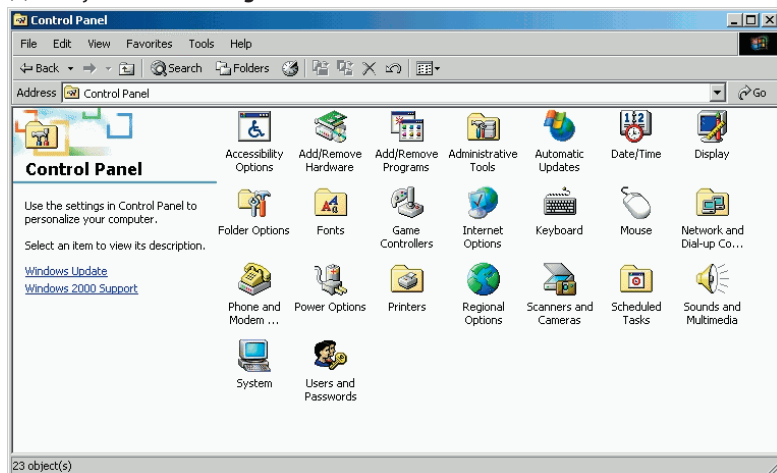 Control Panel
File Edit View Favorites Tools Help
Back Search Folders
Address Control Panel Go
Control Panel
Use the settings in Control Panel to
personalize your computer.
Select an item to view its description.
Windows Update
Windows 2000 Support
Accessibility
Options
Add/Remove
Hardware
Add/Remove
Programs
Administrative
Tools
Automatic
Updates
Date/Time
Display
Folder Options
Fonts
Game
Controllers
Internet
Options
Keyboard
Mouse
Network and
Dial-up Co...
Phone and
Modem ...
Power Options
Printers
Regional
Options
Scanners and
Cameras
Scheduled
Tasks
Sounds and
Multimedia
System
Users and
Passwords
23 object(s)